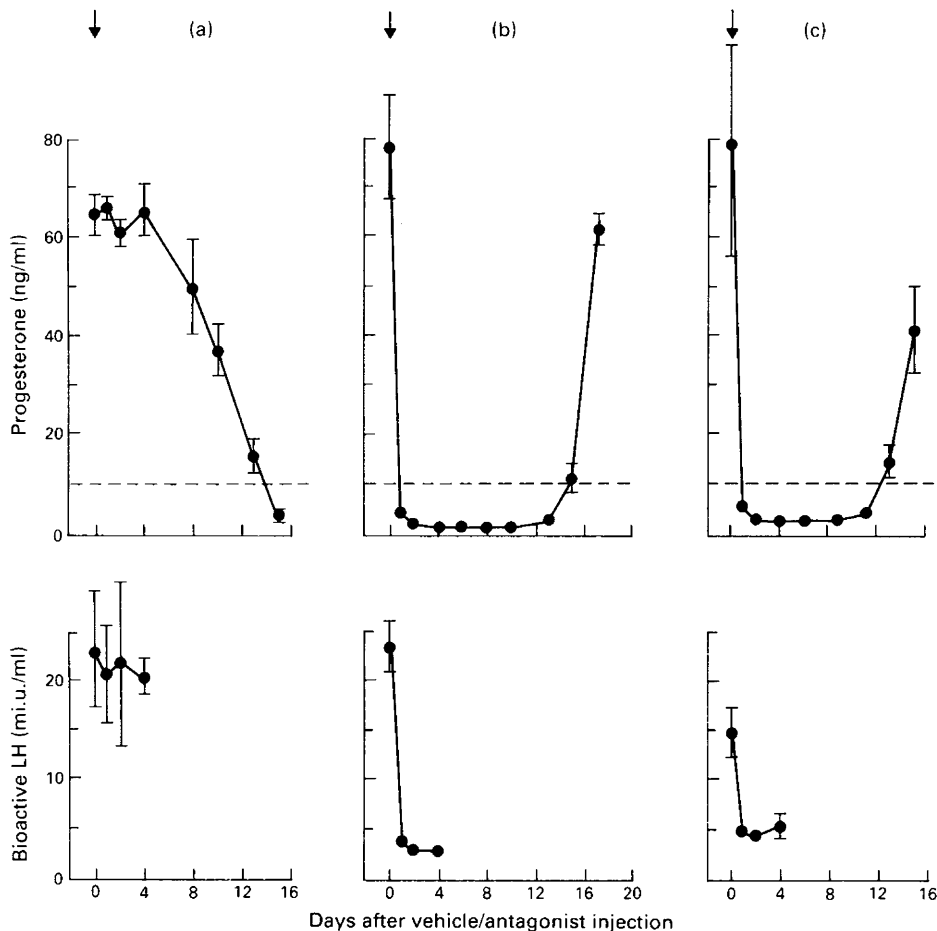 (a) (b) (c)
Progesterone (ng/ml)
80
60
40
20
0
Bioactive LH (mi.u./ml)
20
10
0
0 4 8 12 16
0 4 8 12 16 20
0 4 8 12 16
Days after vehicle/antagonist injection